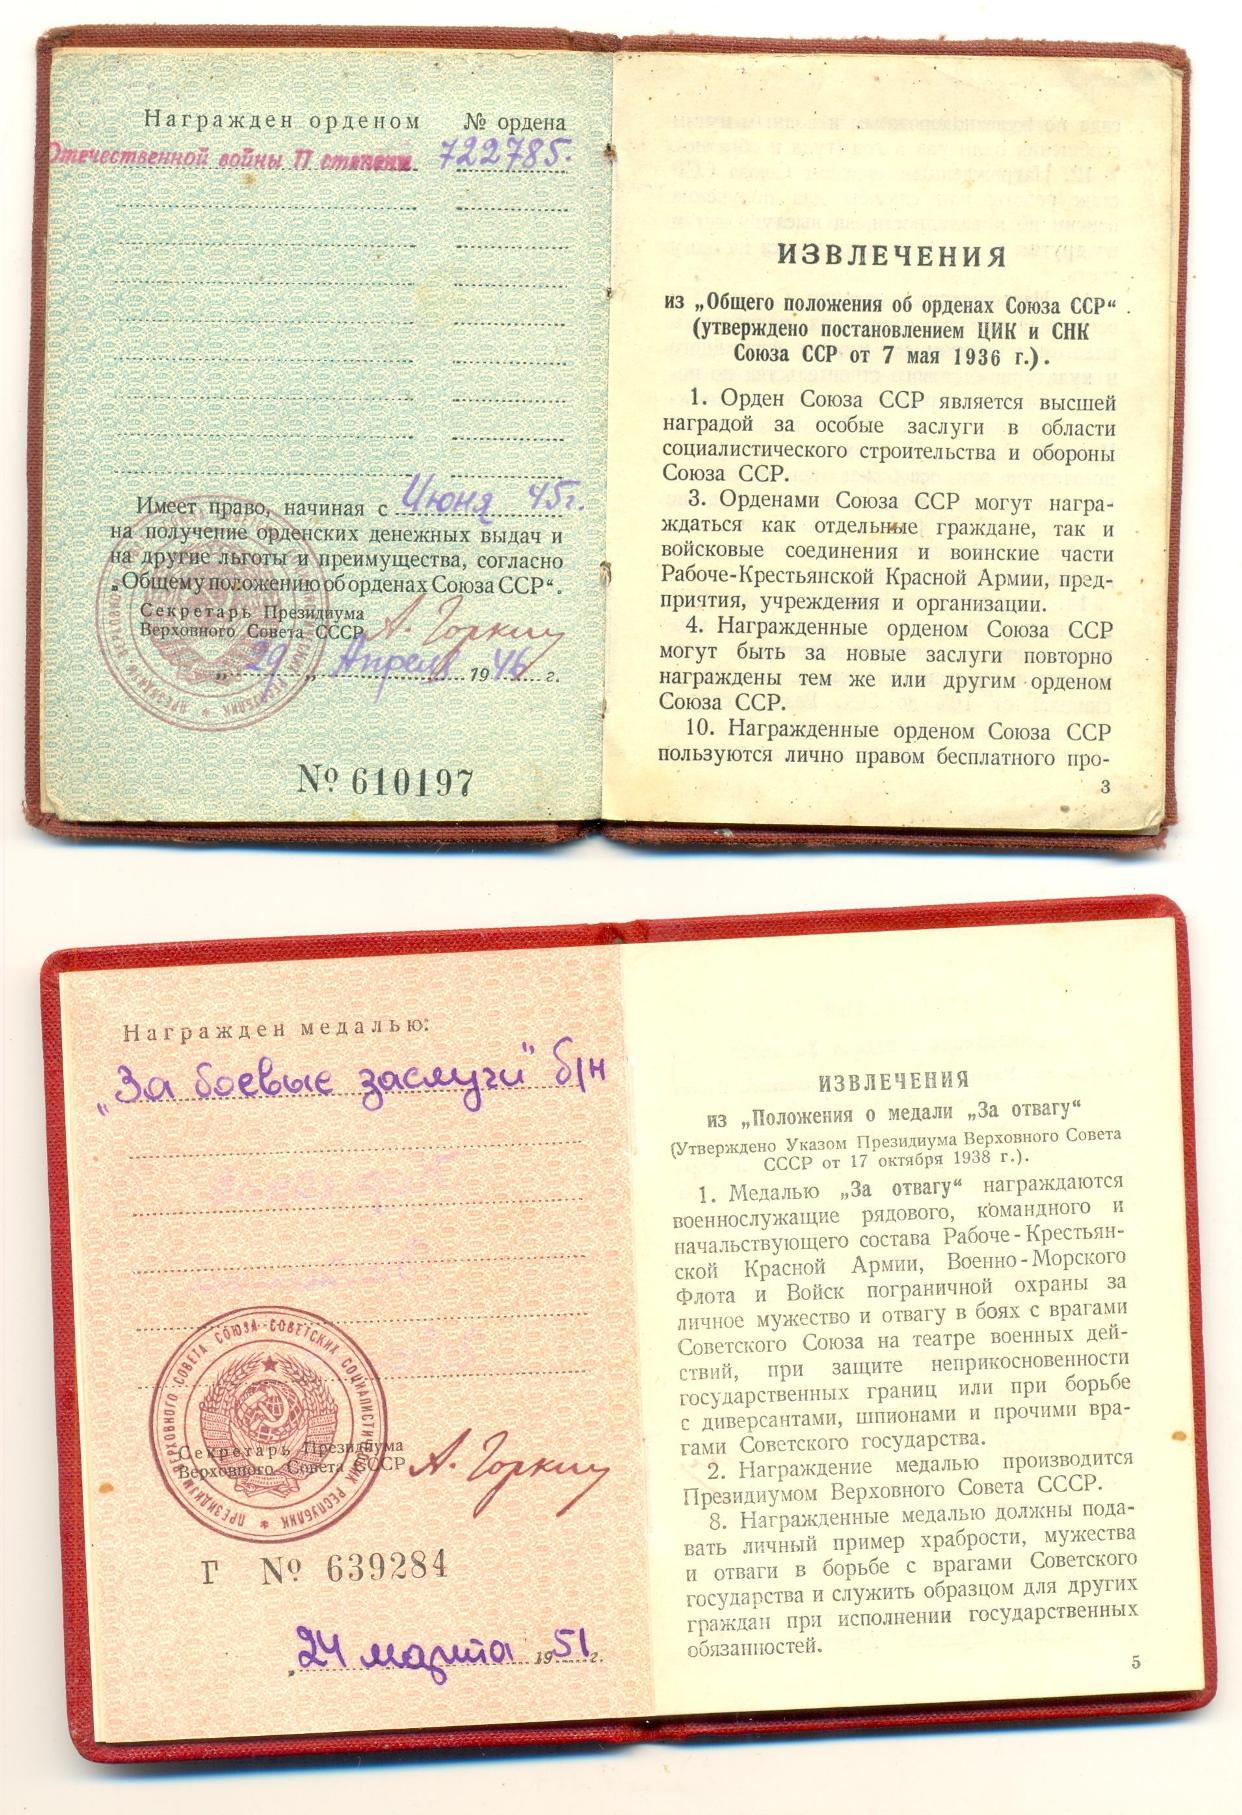 Награжден орденом № ордена
Отечественной войны II степени 722785.
Имеет право, начиная с Июня 45г.
на получение орденских денежных выдач и
на другие льготы и преимущества, согласно
„Общему положению об орденах Союза ССР“.
Секретарь Президиума
Верховного Совета СССР А. Горкин
„29„ Апреля 1946 г.
№ 610197
ИЗВЛЕЧЕНИЯ
из „Общего положения об орденах Союза ССР“
(утверждено постановлением ЦИК и СНК
Союза ССР от 7 мая 1936 г.).
1. Орден Союза ССР является высшей
наградой за особые заслуги в области
социалистического строительства и обороны
Союза ССР.
3. Орденами Союза ССР могут награ-
ждаться как отдельные граждане, так и
войсковые соединения и воинские части
Рабоче-Крестьянской Красной Армии, пред-
приятия, учреждения и организации.
4. Награжденные орденом Союза ССР
могут быть за новые заслуги повторно
награждены тем же или другим орденом
Союза ССР.
10. Награжденные орденом Союза ССР
пользуются лично правом бесплатного про-
3
Награжден медалью:
„За боевые заслуги“ б/н
ПРЕЗИДИУМ ВЕРХОВНОГО СОВЕТА СОЮЗА СОВЕТСКИХ СОЦИАЛИСТИЧЕСКИХ РЕСПУБЛИК
Секретарь Президиума
Верховного Совета СССР А. Горкин
Г № 639284
„24 марта 1951 г.
ИЗВЛЕЧЕНИЯ
из „Положения о медали „За отвагу“
(Утверждено Указом Президиума Верховного Совета
СССР от 17 октября 1938 г.).
1. Медалью „За отвагу“ награждаются
военнослужащие рядового, командного и
начальствующего состава Рабоче-Крестьян-
ской Красной Армии, Военно-Морского
Флота и Войск пограничной охраны за
личное мужество и отвагу в боях с врагами
Советского Союза на театре военных дей-
ствий, при защите неприкосновенности
государственных границ или при борьбе
с диверсантами, шпионами и прочими вра-
гами Советского государства.
2. Награждение медалью производится
Президиумом Верховного Совета СССР.
8. Награжденные медалью должны пода-
вать личный пример храбрости, мужества
и отваги в борьбе с врагами Советского
государства и служить образцом для других
граждан при исполнении государственных
обязанностей.
5